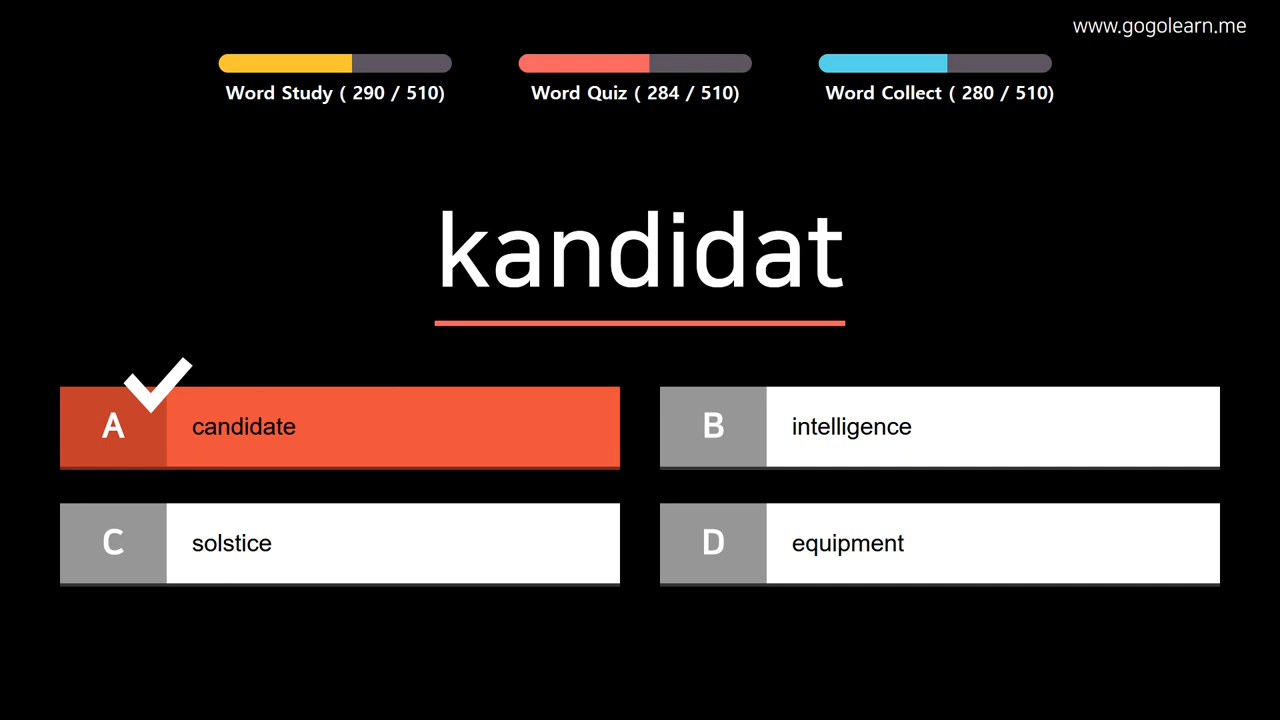 www.gogolearn.me
Word Study ( 290 / 510)
Word Quiz ( 284 / 510)
Word Collect ( 280 / 510)
kandidat
A candidate
B intelligence
C solstice
D equipment